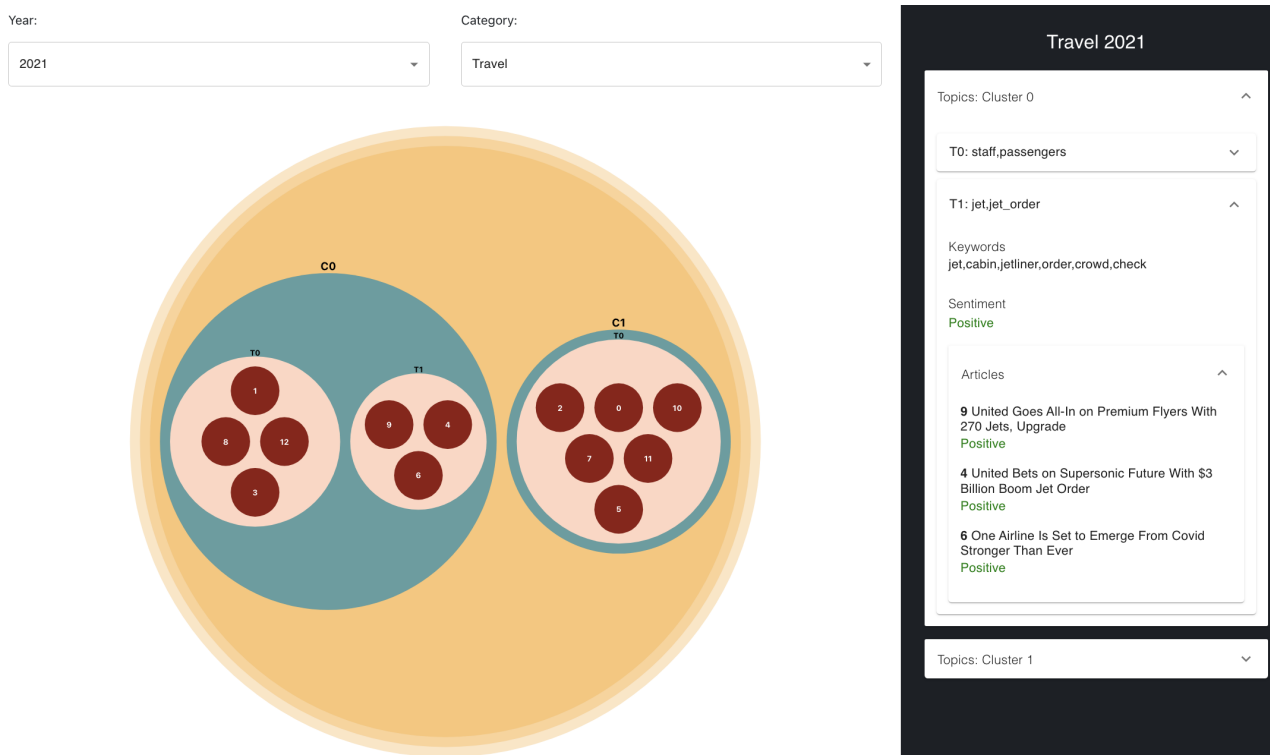 Year:
Category:
2021
Travel
C0
T0
1
8
12
3
T1
9
4
6
C1
T0
2
0
10
7
11
5
Travel 2021
Topics: Cluster 0
T0: staff,passengers
T1: jet,jet_order
Keywords
jet,cabin,jetliner,order,crowd,check
Sentiment
Positive
Articles
9 United Goes All-In on Premium Flyers With
270 Jets, Upgrade
Positive
4 United Bets on Supersonic Future With $3
Billion Boom Jet Order
Positive
6 One Airline Is Set to Emerge From Covid
Stronger Than Ever
Positive
Topics: Cluster 1